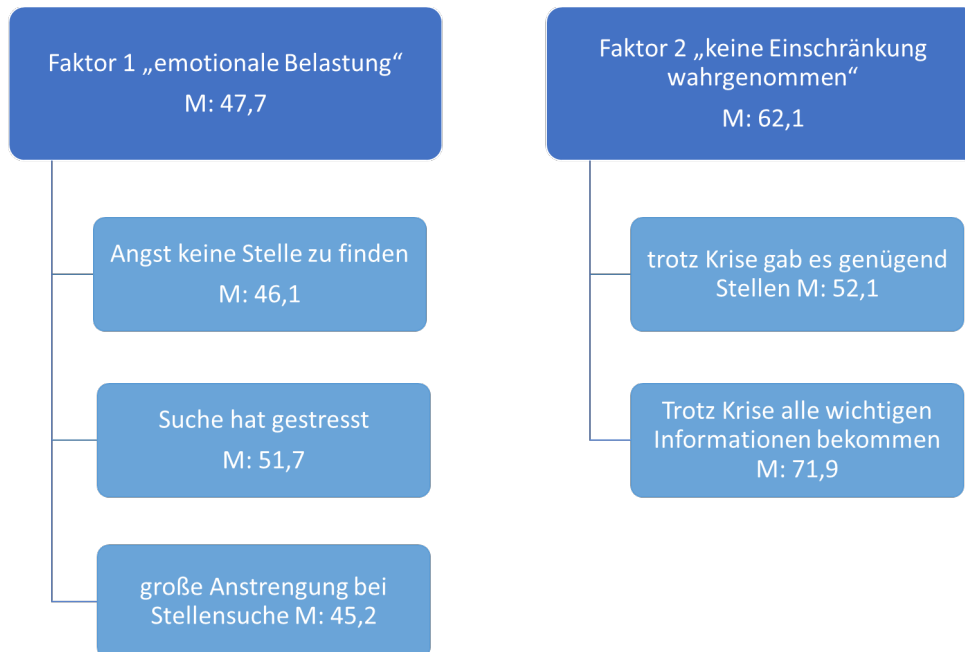 Faktor 1 „emotionale Belastung“
M: 47,7
Angst keine Stelle zu finden
M: 46,1
Suche hat gestresst
M: 51,7
große Anstrengung bei
Stellensuche M: 45,2
Faktor 2 „keine Einschränkung
wahrgenommen“
M: 62,1
trotz Krise gab es genügend
Stellen M: 52,1
Trotz Krise alle wichtigen
Informationen bekommen
M: 71,9